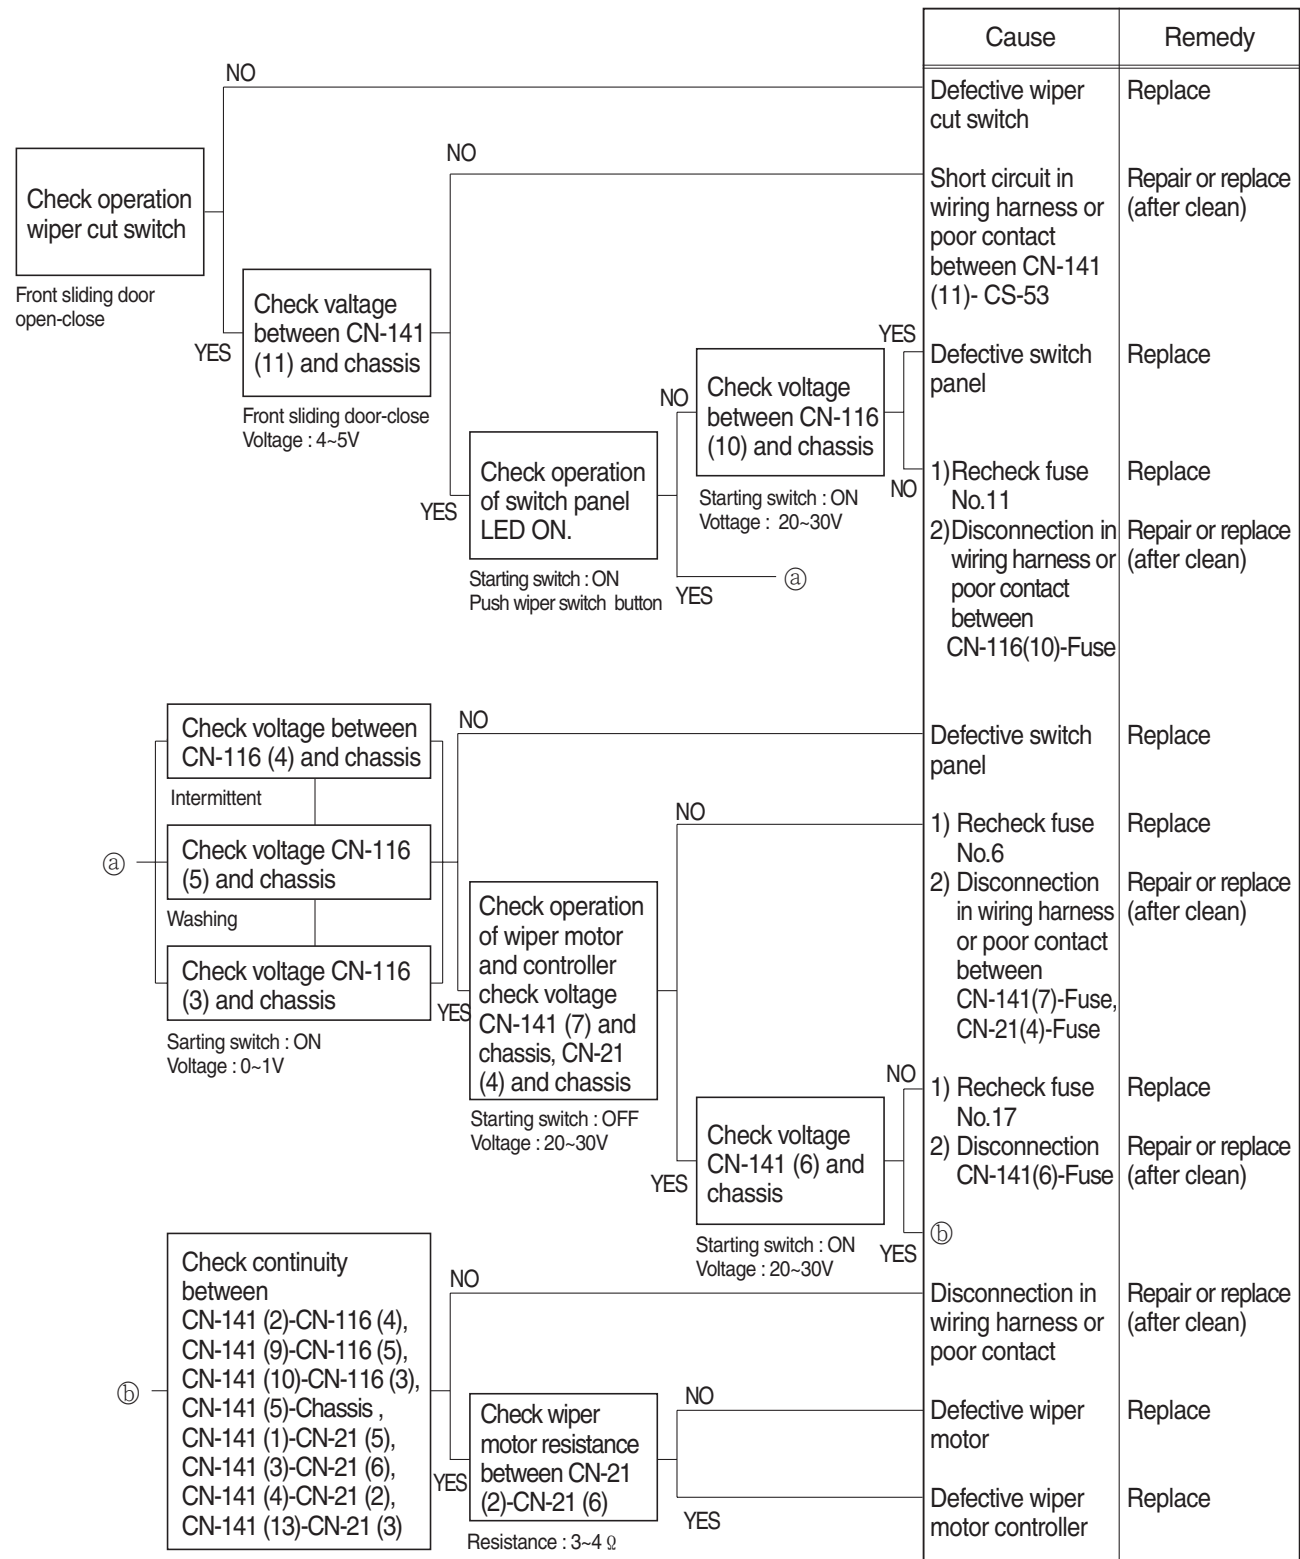 Cause
Remedy
NO
Defective wiper
cut switch
Replace
Check operation
wiper cut switch
Front sliding door
open-close
NO
Short circuit in
wiring harness or
poor contact
between CN-141
(11)- CS-53
Repair or replace
(after clean)
YES
Check valtage
between CN-141
(11) and chassis
Front sliding door-close
Voltage : 4~5V
YES
Defective switch
panel
Replace
NO
Check voltage
between CN-116
(10) and chassis
Starting switch : ON
Vottage : 20~30V
NO
1)Recheck fuse
No.11
Replace
2)Disconnection in
wiring harness or
poor contact
between
CN-116(10)-Fuse
Repair or replace
(after clean)
YES
Check operation
of switch panel
LED ON.
Starting switch : ON
Push wiper switch button
YES
ⓐ
Check voltage between
CN-116 (4) and chassis
Intermittent
ⓐ
Check voltage CN-116
(5) and chassis
Washing
Check voltage CN-116
(3) and chassis
Sarting switch : ON
Voltage : 0~1V
NO
Defective switch
panel
Replace
YES
Check operation
of wiper motor
and controller
check voltage
CN-141 (7) and
chassis, CN-21
(4) and chassis
Starting switch : OFF
Voltage : 20~30V
NO
1) Recheck fuse
No.6
Replace
2) Disconnection
in wiring harness
or poor contact
between
CN-141(7)-Fuse,
CN-21(4)-Fuse
Repair or replace
(after clean)
YES
Check voltage
CN-141 (6) and
chassis
Starting switch : ON
Voltage : 20~30V
NO
1) Recheck fuse
No.17
Replace
2) Disconnection
CN-141(6)-Fuse
Repair or replace
(after clean)
YES
ⓑ
ⓑ
Check continuity
between
CN-141 (2)-CN-116 (4),
CN-141 (9)-CN-116 (5),
CN-141 (10)-CN-116 (3),
CN-141 (5)-Chassis ,
CN-141 (1)-CN-21 (5),
CN-141 (3)-CN-21 (6),
CN-141 (4)-CN-21 (2),
CN-141 (13)-CN-21 (3)
NO
Disconnection in
wiring harness or
poor contact
Repair or replace
(after clean)
YES
Check wiper
motor resistance
between CN-21
(2)-CN-21 (6)
Resistance : 3~4 Ω
NO
Defective wiper
motor
Replace
YES
Defective wiper
motor controller
Replace